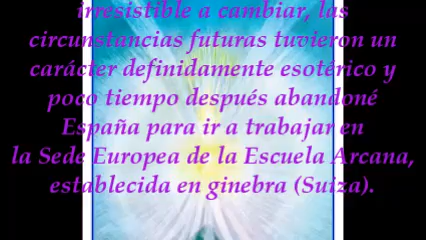 irresistible a cambiar, las
circunstancias futuras tuvieron un
carácter definidamente esotérico y
poco tiempo después abandoné
España para ir a trabajar en
la Sede Europea de la Escuela Arcana,
establecida en ginebra (Suiza).